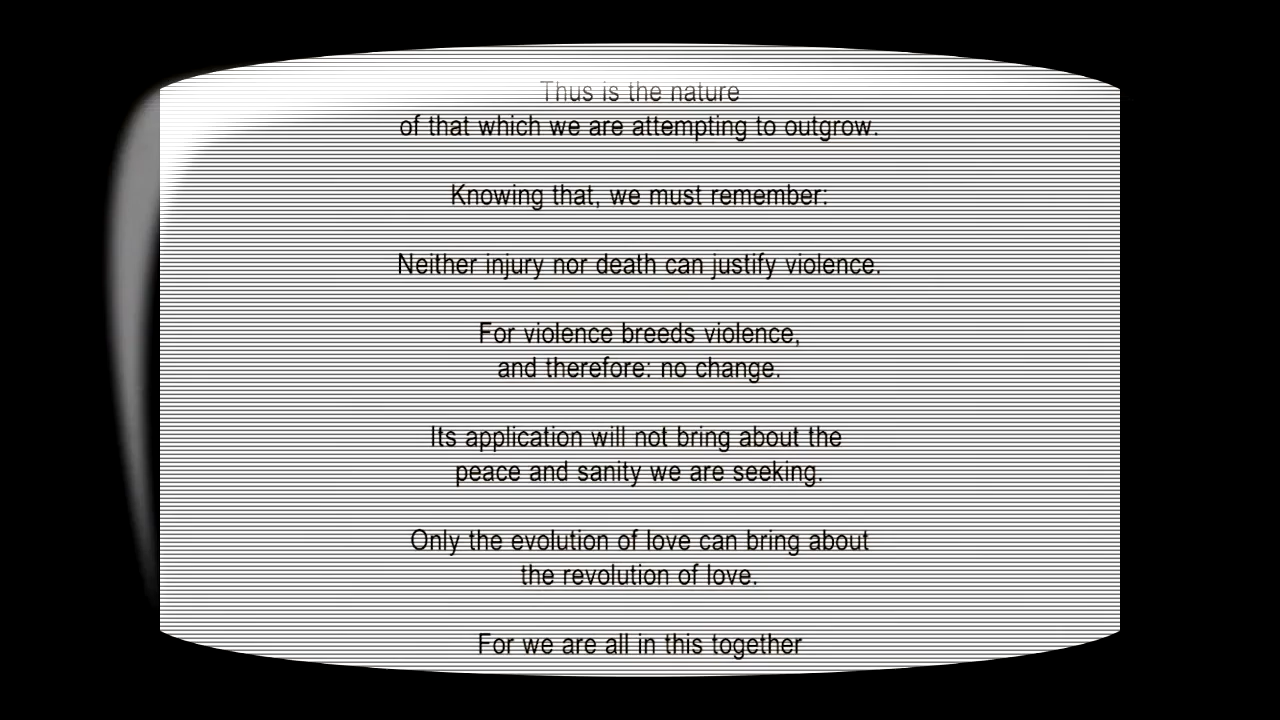 Thus is the nature
of that which we are attempting to outgrow.
Knowing that, we must remember:
Neither injury nor death can justify violence.
For violence breeds violence,
and therefore: no change.
Its application will not bring about the
peace and sanity we are seeking.
Only the evolution of love can bring about
the revolution of love.
For we are all in this together